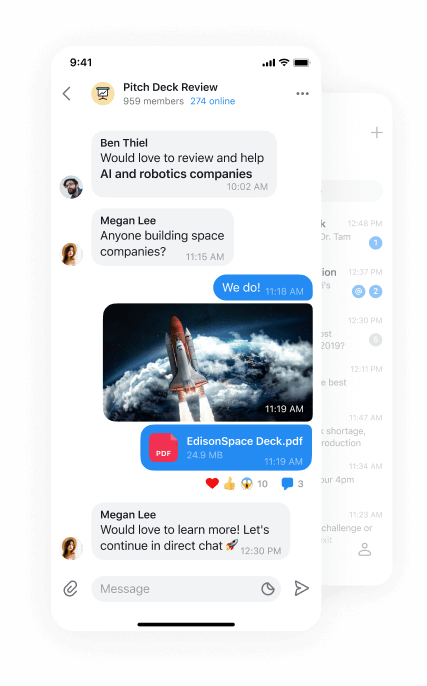 9:41
Pitch Deck Review
959 members 274 online
Ben Thiel
Would love to review and help
AI and robotics companies
10:02 AM
Megan Lee
Anyone building space
companies?
11:15 AM
We do! 11:18 AM
11:19 AM
PDF
EdisonSpace Deck.pdf
24.9 MB
11:19 AM
10 3
Megan Lee
Would love to learn more! Let's
continue in direct chat 🚀
12:30 PM
Message
12:48 PM
Dr. Tam
1
12:37 PM
@ 2
12:30 PM
2019?
12:11 PM
e best
11:47 AM
shortage,
11:34 AM
our 4pm
11:23 AM
challenge or